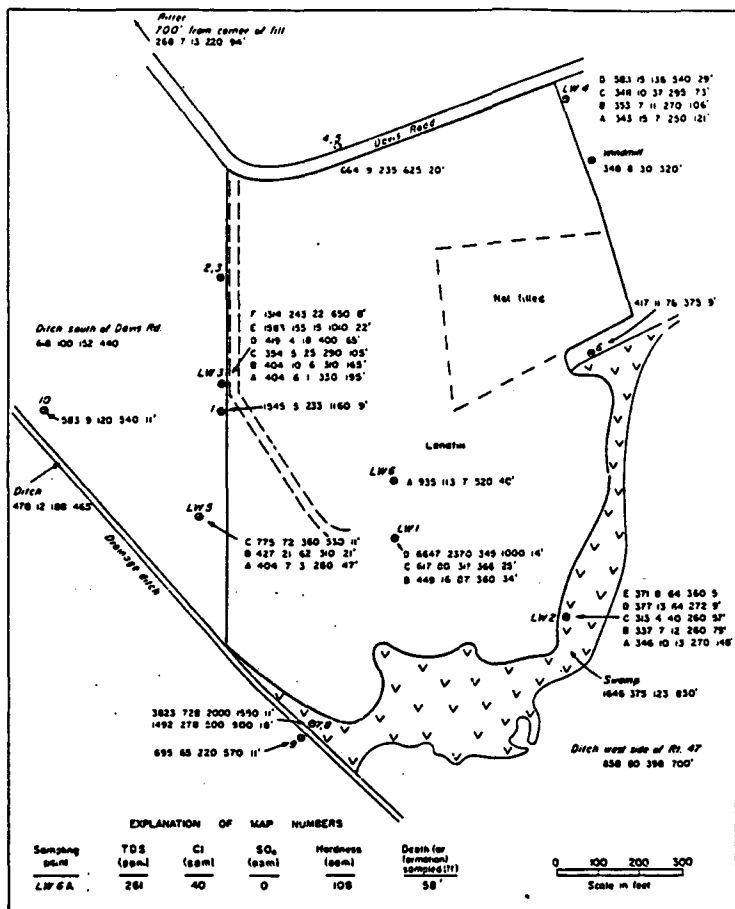 Ritter
700' from corner of fill
268 7 13 220 94'
LW4
D 583 15 136 540 29'
C 348 10 37 295 73'
B 353 7 11 270 106'
A 343 15 7 250 121'
4,5
Davis Road
664 9 235 625 20'
Windmill
348 8 30 320'
2,3
Not filled
417 11 76 375 9'
6
Ditch south of Davis Rd.
618 100 152 440
F 1314 243 22 650 8'
E 1583 155 15 1010 22'
D 419 4 18 400 65'
C 354 5 25 290 105'
B 404 10 6 310 165'
A 404 6 1 330 195'
LW3
10
583 9 120 540 11'
1
1545 5 233 1160 9'
Landfill
Ditch
478 12 188 465
Drainage ditch
LW6
A 935 113 7 520 40'
LW5
C 775 72 360 530 11'
B 427 21 62 310 21'
A 404 7 3 280 47'
LW1
D 6647 2370 345 1000 14'
C 617 80 317 366 25'
B 449 16 87 360 34'
LW2
E 371 8 64 360 5
D 377 13 64 272 9'
C 313 4 40 260 57'
B 337 7 12 260 79'
A 346 10 13 270 148'
Swamp
1646 375 123 830'
3823 728 2000 1550 11'
1492 278 500 900 18'
7,8
9
695 65 220 570 11'
Ditch west side of Rt. 47
858 80 398 700'
EXPLANATION OF MAP NUMBERS
Sampling point TDS (ppm) Cl (ppm) SO4 (ppm) Hardness (ppm) Depth (or formation) sampled (ft)
LW6A 261 40 0 108 58'
0 100 200 300
Scale in feet